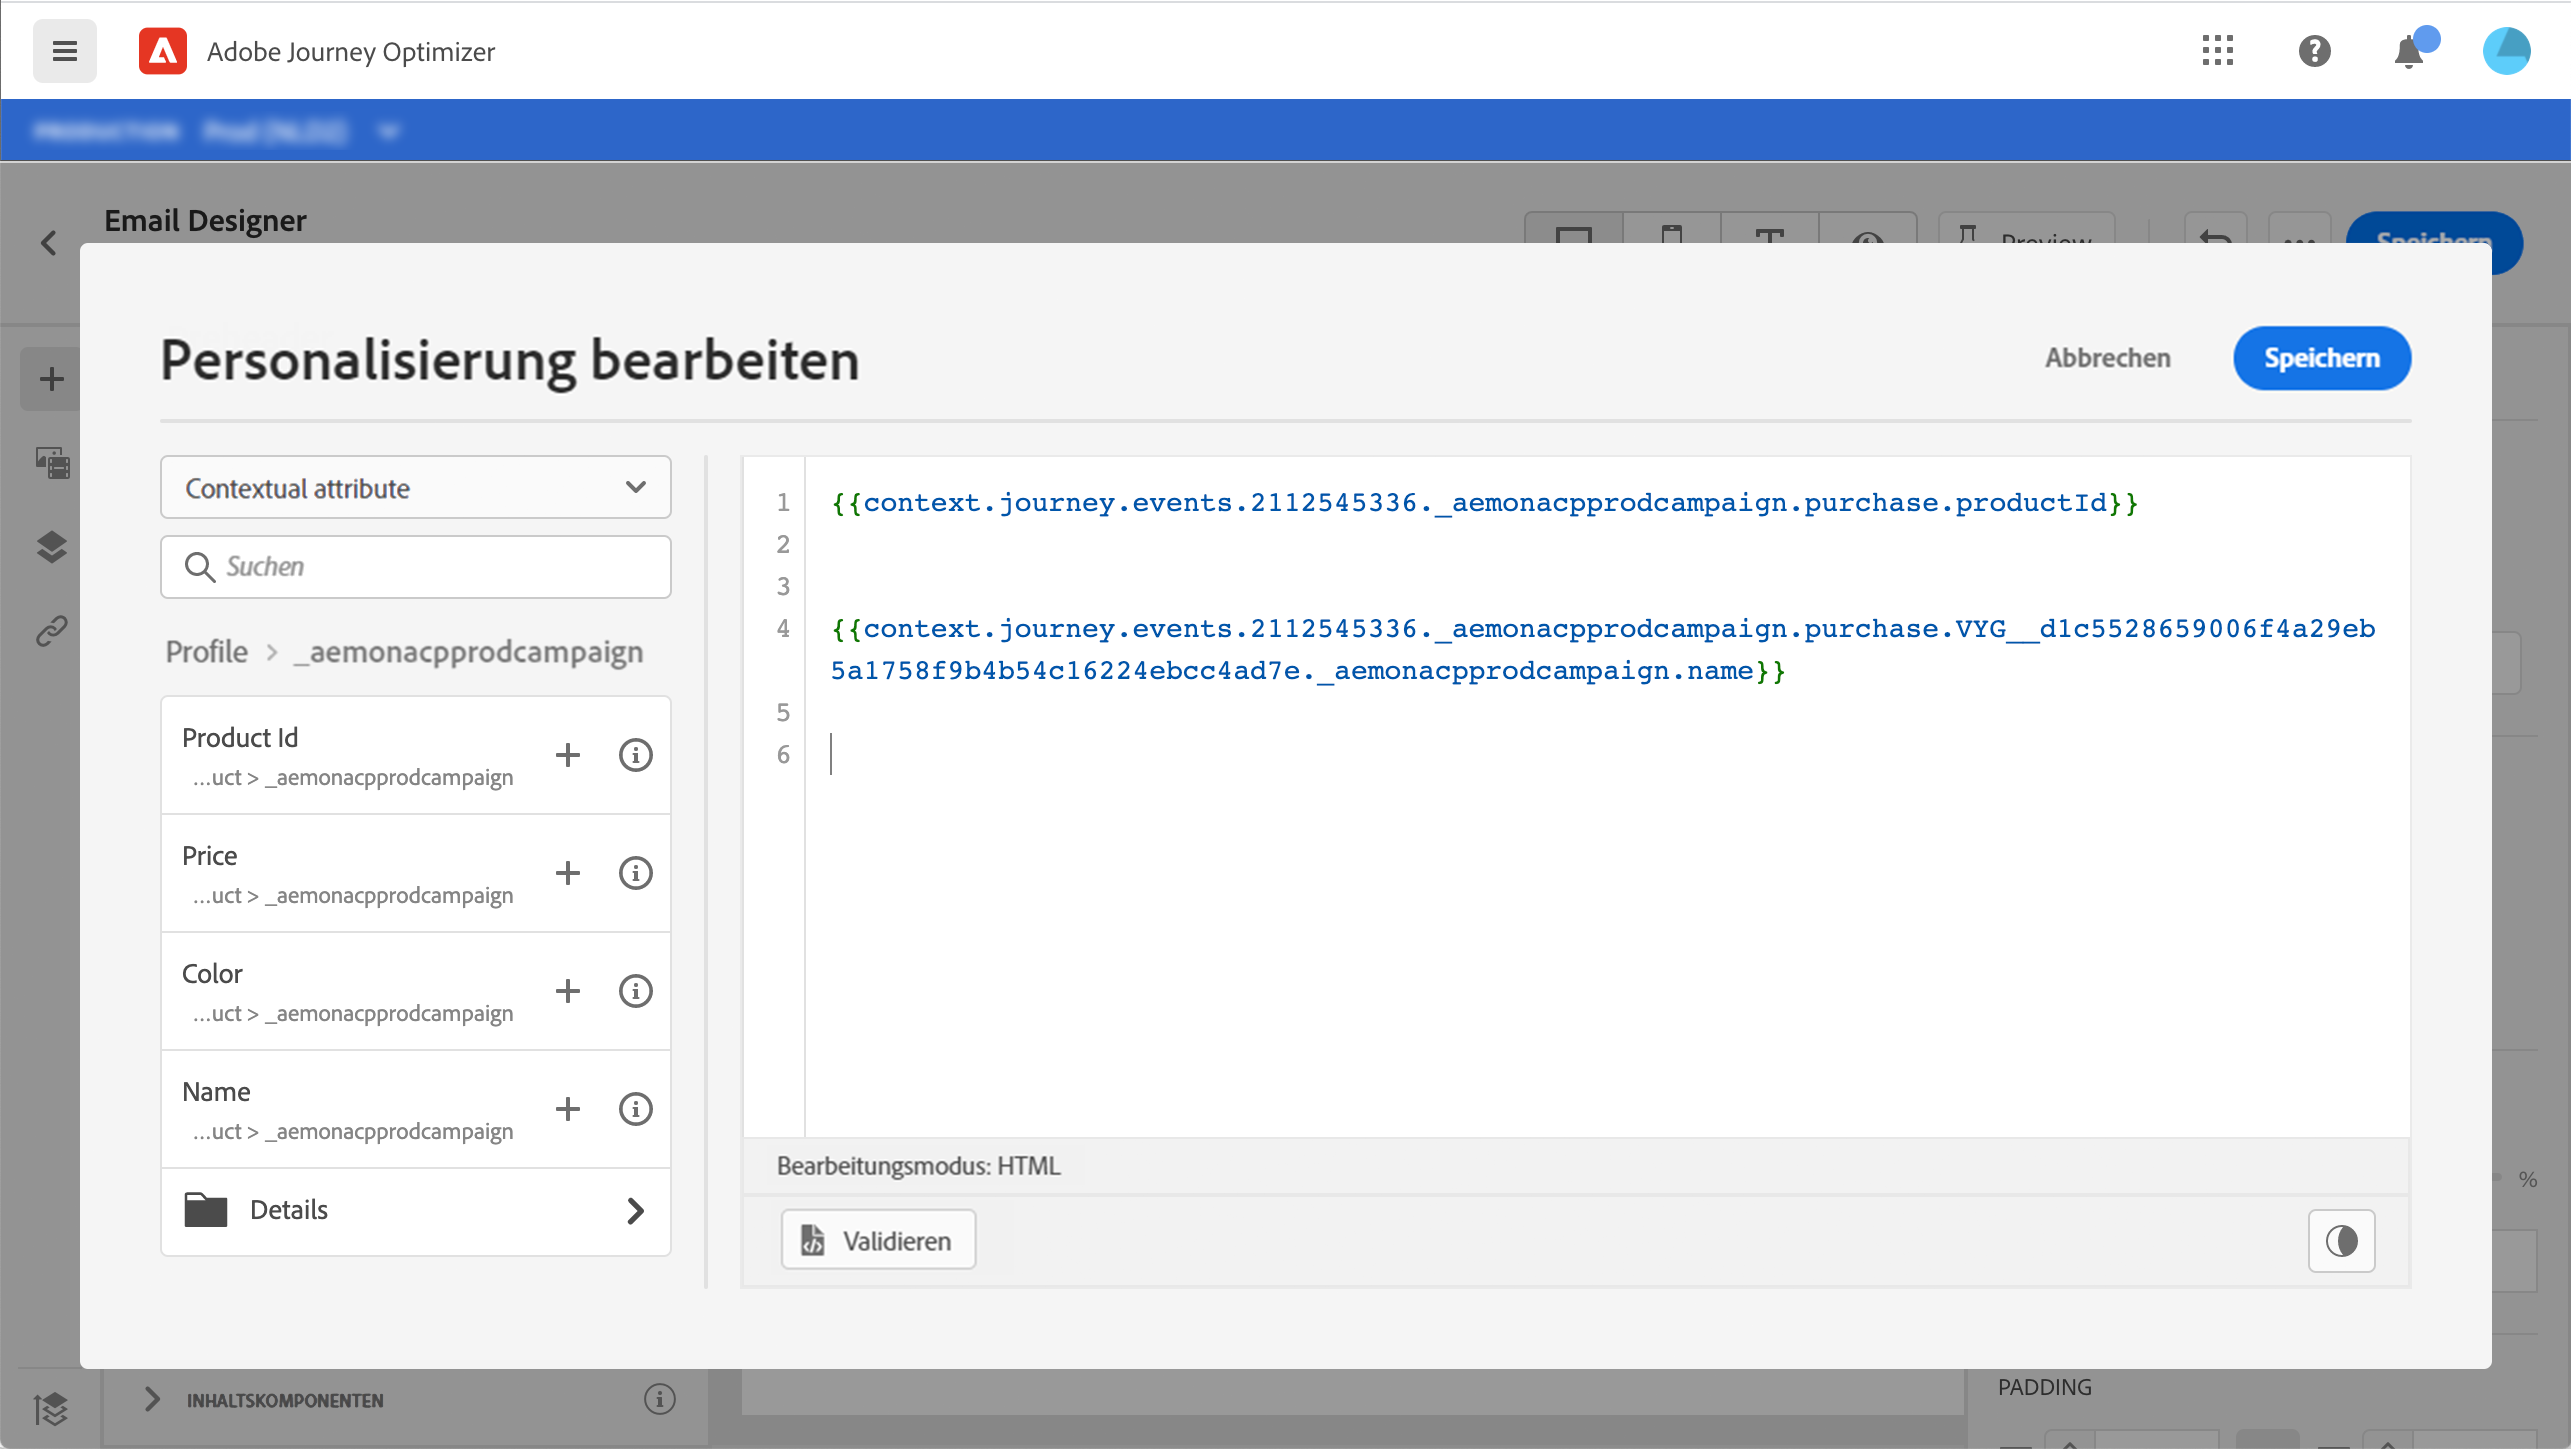 Adobe Journey Optimizer
Email Designer
Preview
Speichern
Personalisierung bearbeiten
Abbrechen
Speichern
Contextual attribute
Suchen
Profile > _aemonacpprodcampaign
Product Id
...uct > _aemonacpprodcampaign
Price
...uct > _aemonacpprodcampaign
Color
...uct > _aemonacpprodcampaign
Name
...uct > _aemonacpprodcampaign
Details
1 {{context.journey.events.2112545336._aemonacpprodcampaign.purchase.productId}}
2
3
4 {{context.journey.events.2112545336._aemonacpprodcampaign.purchase.VYG__d1c5528659006f4a29eb
5a1758f9b4b54c16224ebcc4ad7e._aemonacpprodcampaign.name}}
5
6
Bearbeitungsmodus: HTML
Validieren
%
INHALTSKOMPONENTEN
PADDING